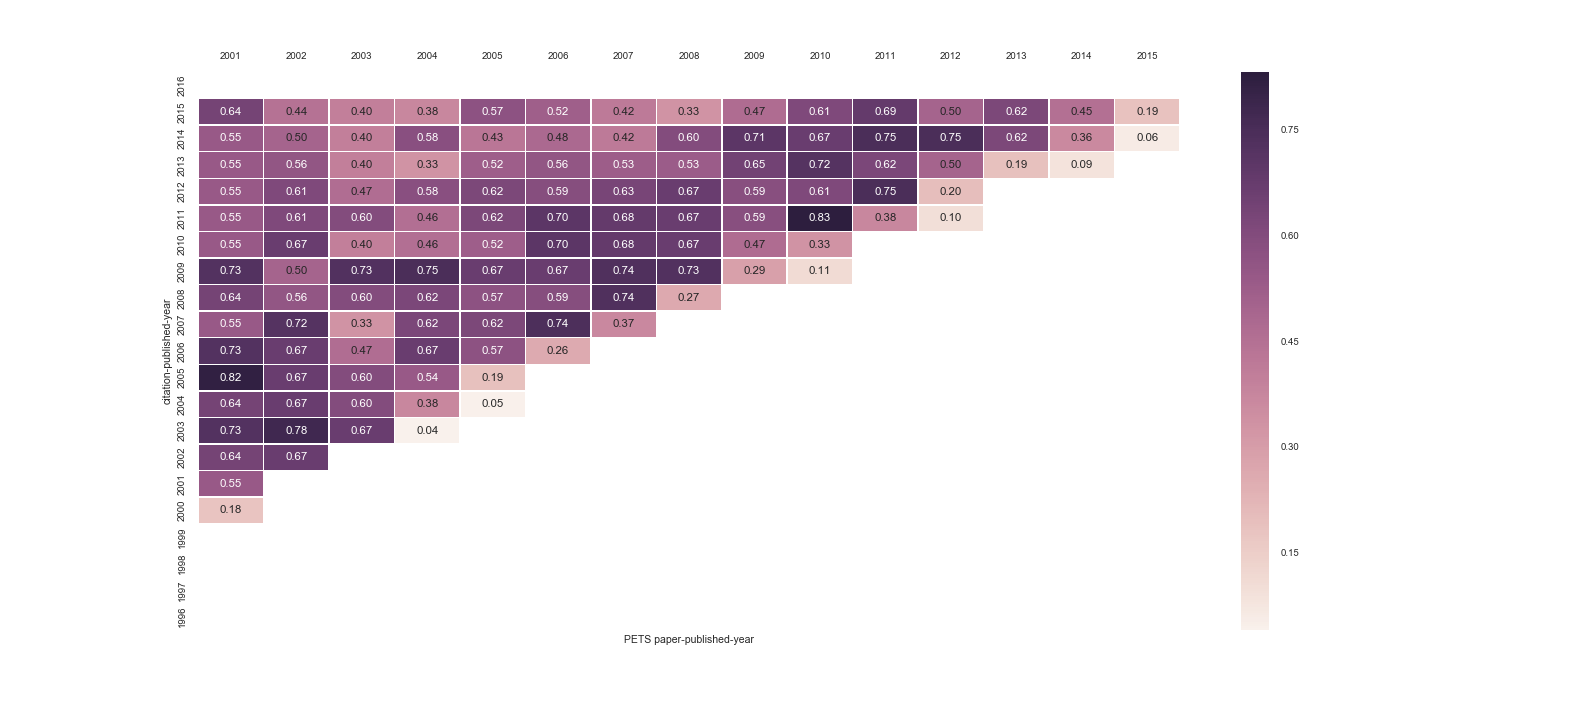 2001 2002 2003 2004 2005 2006 2007 2008 2009 2010 2011 2012 2013 2014 2015
2016
2015 0.64 0.44 0.40 0.38 0.57 0.52 0.42 0.33 0.47 0.61 0.69 0.50 0.62 0.45 0.19
2014 0.55 0.50 0.40 0.58 0.43 0.48 0.42 0.60 0.71 0.67 0.75 0.75 0.62 0.36 0.06
2013 0.55 0.56 0.40 0.33 0.52 0.56 0.53 0.53 0.65 0.72 0.62 0.50 0.19 0.09
2012 0.55 0.61 0.47 0.58 0.62 0.59 0.63 0.67 0.59 0.61 0.75 0.20
2011 0.55 0.61 0.60 0.46 0.62 0.70 0.68 0.67 0.59 0.83 0.38 0.10
2010 0.55 0.67 0.40 0.46 0.52 0.70 0.68 0.67 0.47 0.33
2009 0.73 0.50 0.73 0.75 0.67 0.67 0.74 0.73 0.29 0.11
2008 0.64 0.56 0.60 0.62 0.57 0.59 0.74 0.27
2007 0.55 0.72 0.33 0.62 0.62 0.74 0.37
2006 0.73 0.67 0.47 0.67 0.57 0.26
2005 0.82 0.67 0.60 0.54 0.19
2004 0.64 0.67 0.60 0.38 0.05
2003 0.73 0.78 0.67 0.04
2002 0.64 0.67
2001 0.55
2000 0.18
1999
1998
1997
1996
citation-published-year
PETS paper-published-year
0.75
0.60
0.45
0.30
0.15